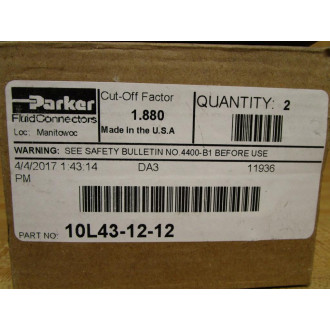 Parker
FluidConnectors
Loc: Manitowoc
Cut-Off Factor
1.880
Made in the U.S.A
QUANTITY: 2
WARNING: SEE SAFETY BULLETIN NO.4400-B1 BEFORE USE
4/4/2017 1:43:14 DA3 11936
PM
PART NO: 10L43-12-12